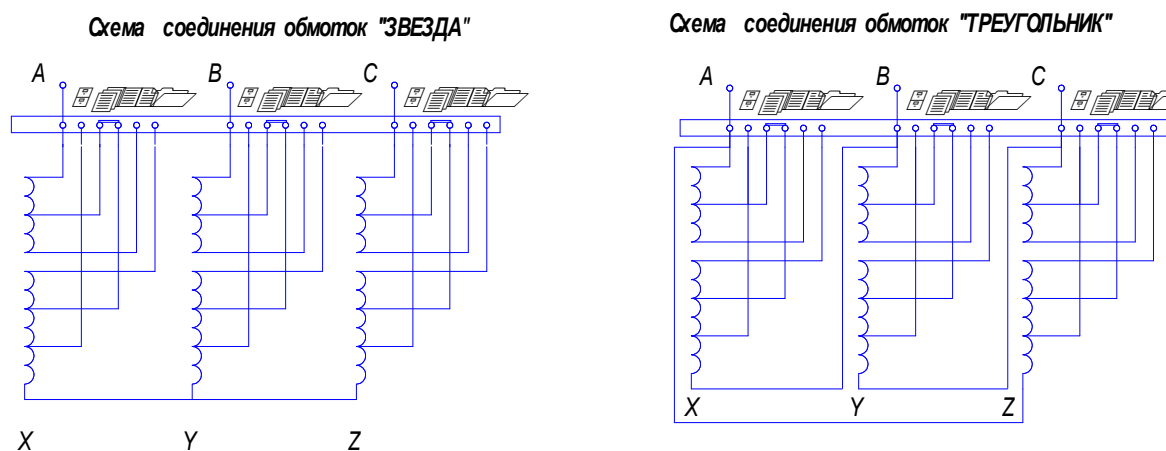 Схема соединения обмоток "ЗВЕЗДА"
A B C
X Y Z
Схема соединения обмоток "ТРЕУГОЛЬНИК"
A B C
X Y Z